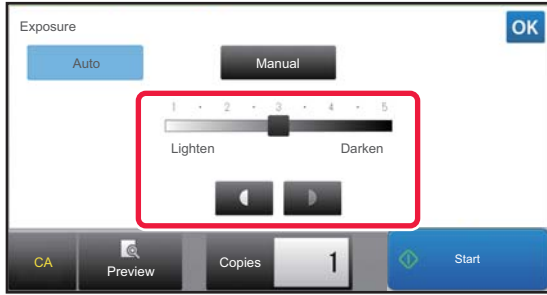 Exposure
OK
Auto
Manual
1 · 2 · 3 · 4 · 5
Lighten
Darken
CA
Preview
Copies
1
Start